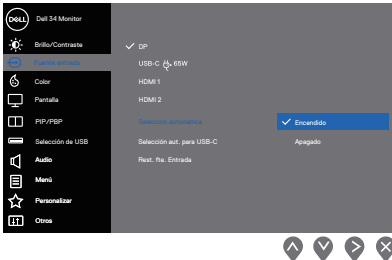 DELL
Dell 34 Monitor
Brillo/Contraste
Fuente entrada
Color
Pantalla
PIP/PBP
Selección de USB
Audio
Menú
Personalizar
Otros
DP
USB-C 65W
HDMI 1
HDMI 2
Selección automática
Selección aut. para USB-C
Rest. fte. Entrada
Encendido
Apagado